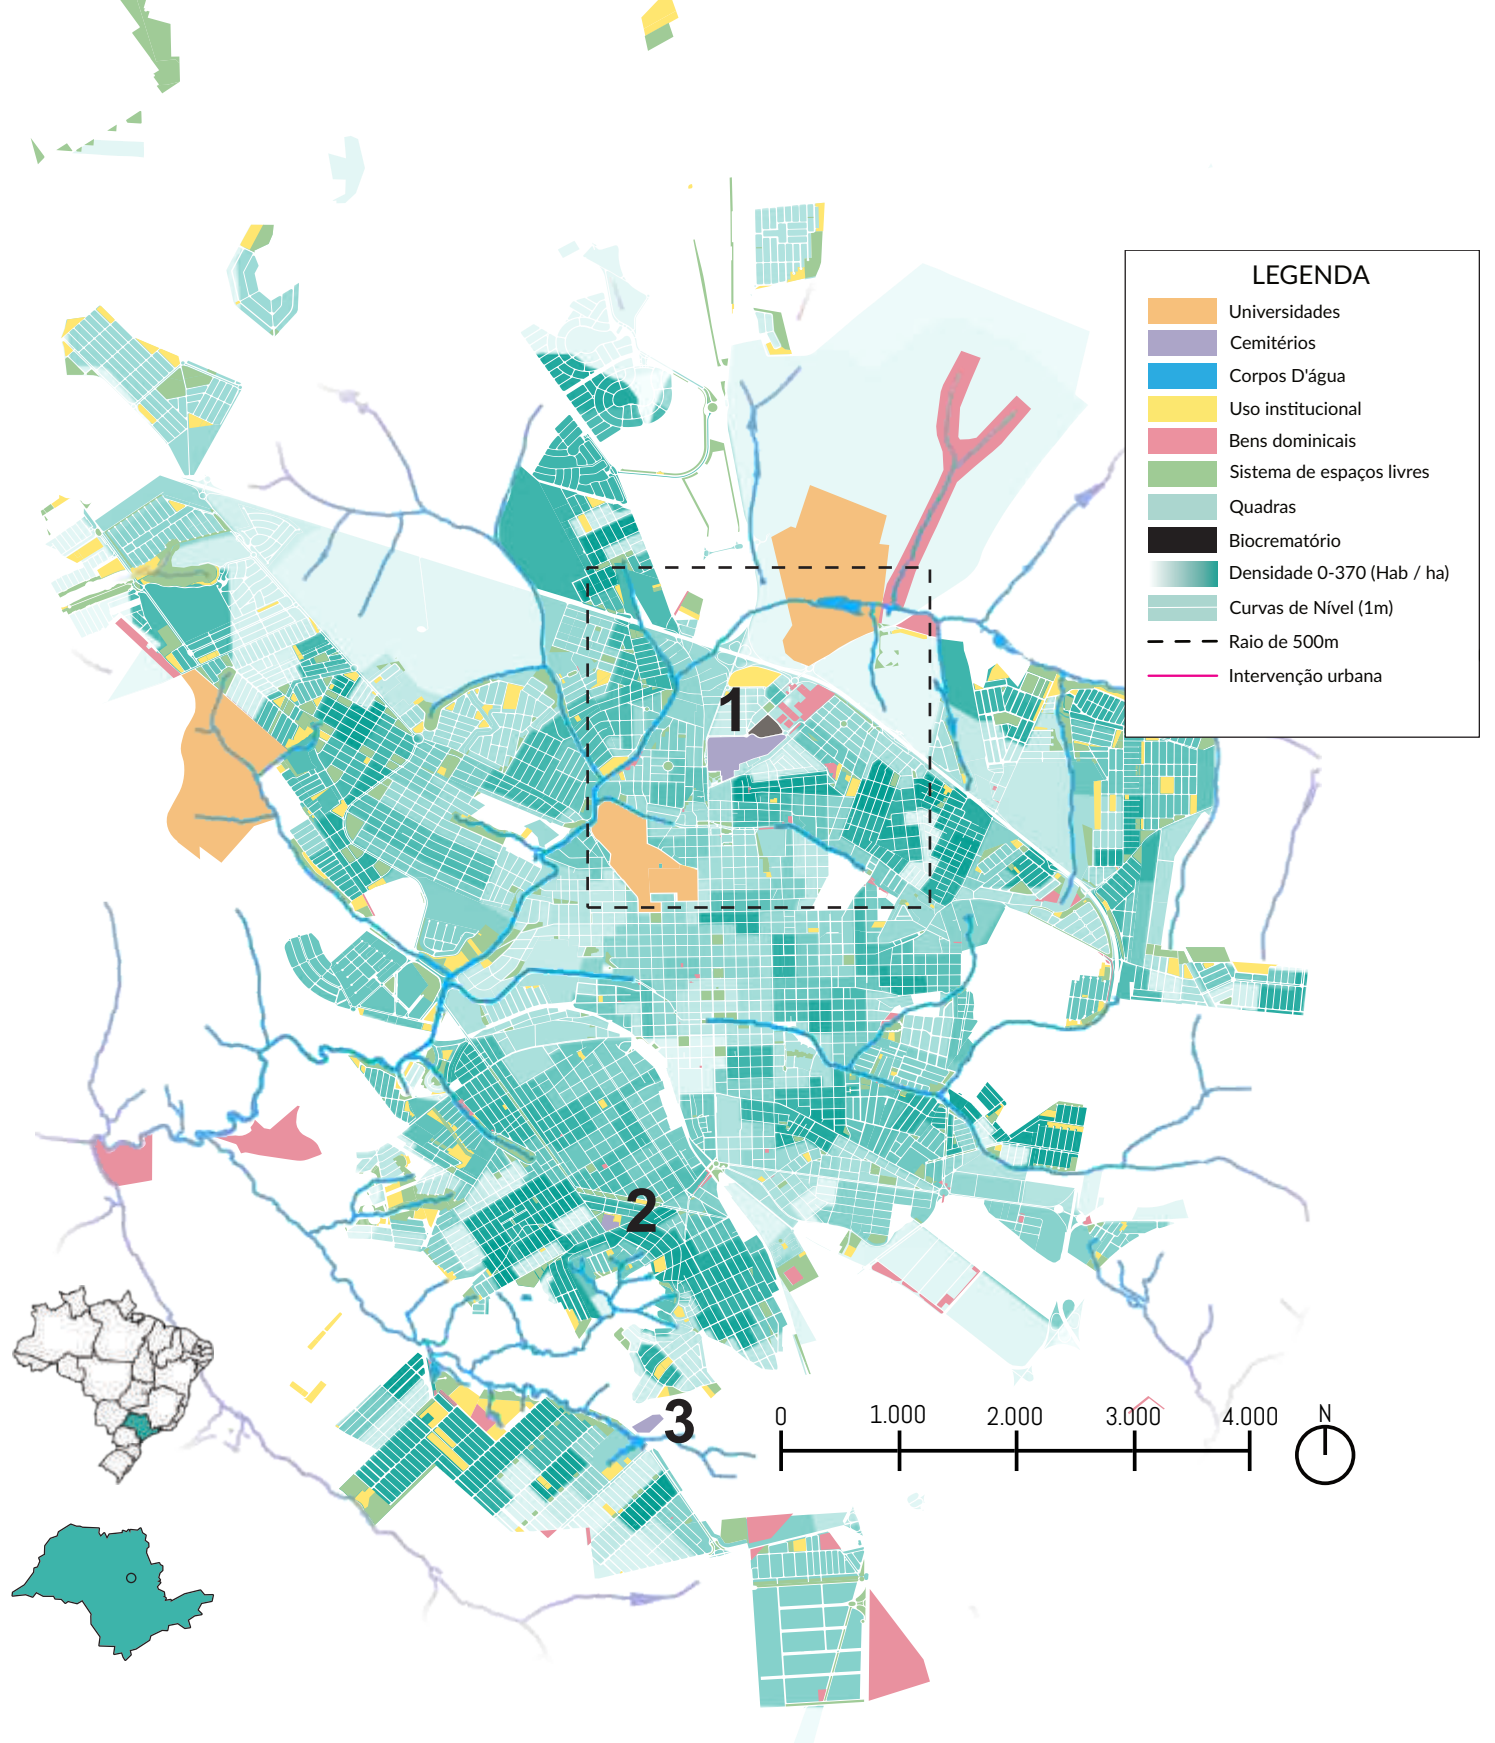 LEGENDA
Universidades
Cemitérios
Corpos D'água
Uso institucional
Bens dominicais
Sistema de espaços livres
Quadras
Biocrematório
Densidade 0-370 (Hab / ha)
Curvas de Nível (1m)
Raio de 500m
Intervenção urbana
1
2
3
0 1.000 2.000 3.000 4.000 N